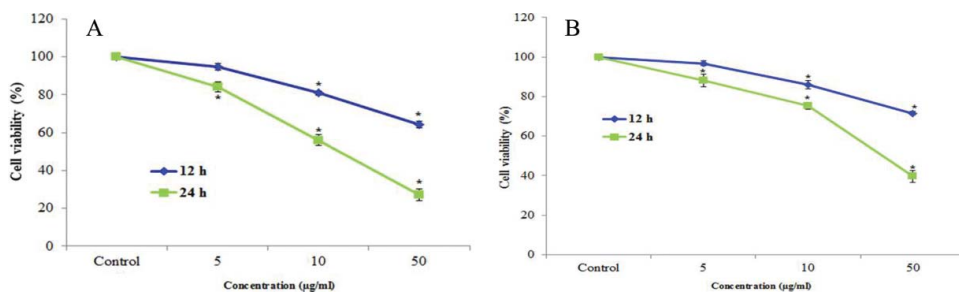 A
120
100
80
60
40
20
0
Cell viability (%)
12 h
24 h
*
*
*
*
*
Control 5 10 50
Concentration (µg/ml)
B
120
100
80
60
40
20
0
Cell viability (%)
12 h
24 h
*
*
*
*
*
Control 5 10 50
Concentration (µg/ml)